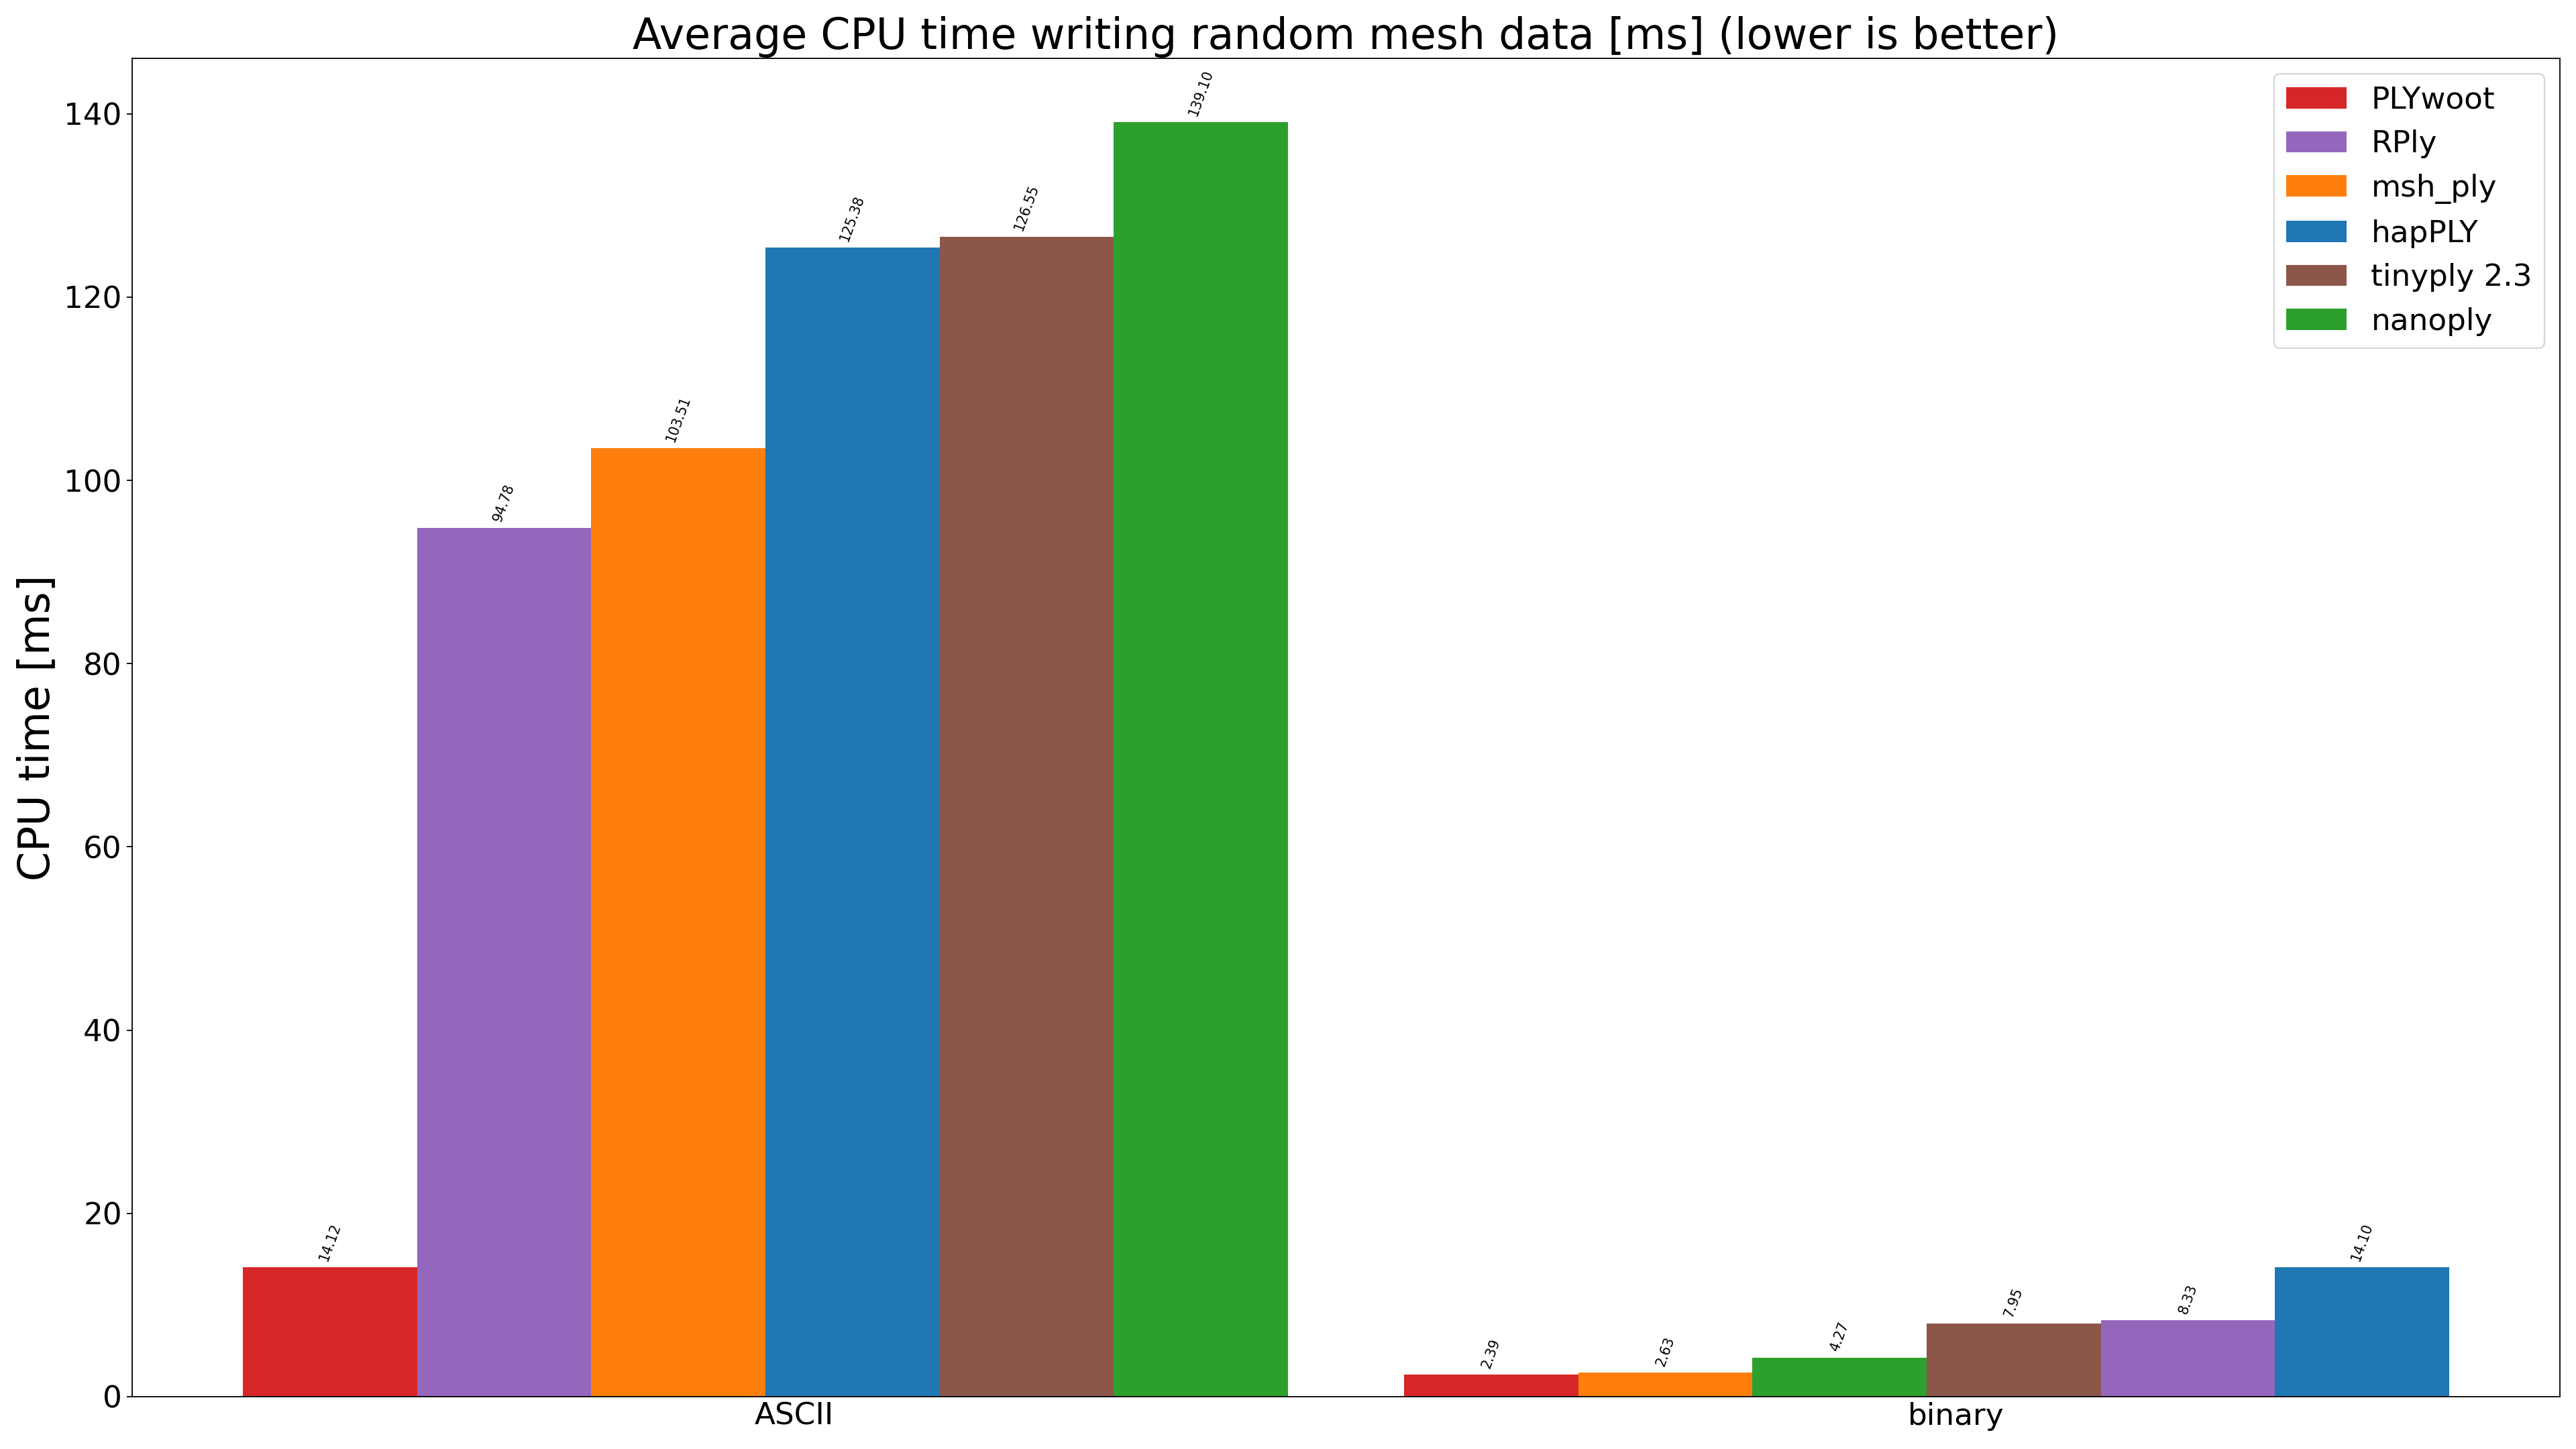 Average CPU time writing random mesh data [ms] (lower is better)
CPU time [ms]
140
120
100
80
60
40
20
0
14.12
94.78
103.51
125.38
126.55
139.10
2.39
2.63
4.27
7.95
8.33
14.10
ASCII
binary
PLYwoot
RPly
msh_ply
hapPLY
tinyply 2.3
nanoply